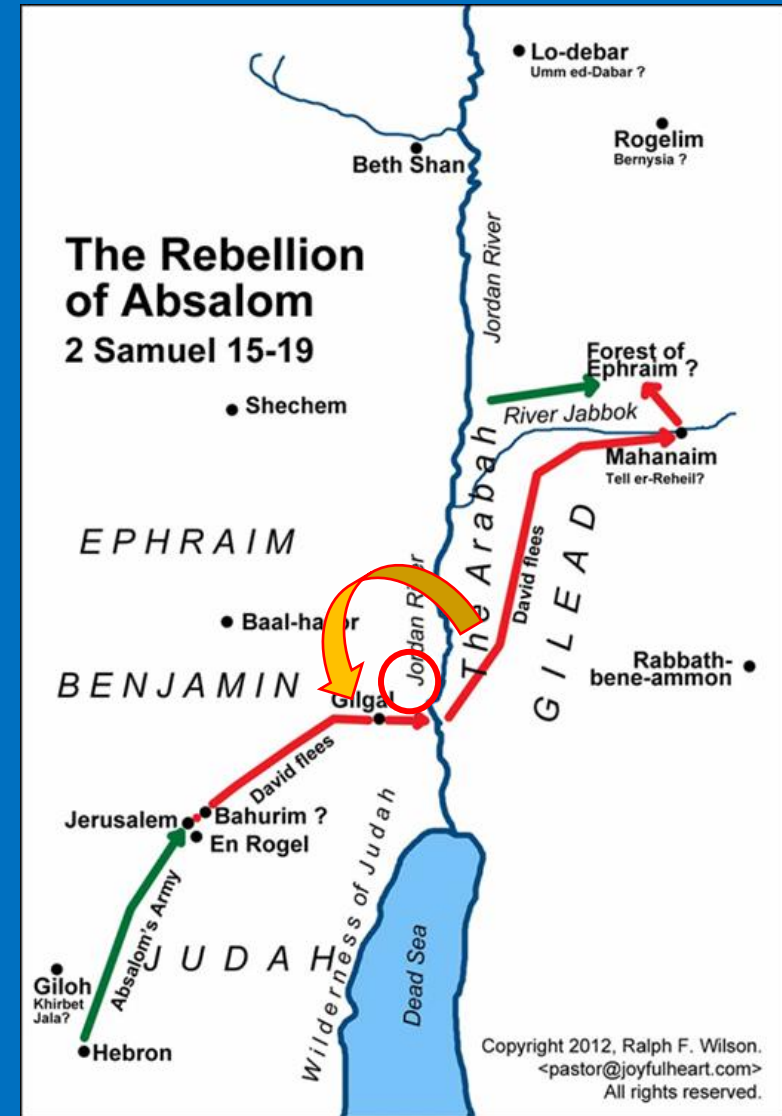 Lo-debar
Umm ed-Dabar ?
Rogelim
Bernysia ?
Beth Shan
The Rebellion
of Absalom
2 Samuel 15-19
Jordan River
Forest of
Ephraim ?
Shechem
River Jabbok
Mahanaim
Tell er-Reheil?
The Arabah
David flees
GILEAD
EPHRAIM
Jordan River
Baal-ha or
Rabbath-
bene-ammon
BENJAMIN
Gilgal
David flees
Jerusalem
Bahurim ?
En Rogel
Wilderness of Judah
Absalom's Army
JUDAH
Dead Sea
Giloh
Khirbet
Jala?
Hebron
Copyright 2012, Ralph F. Wilson.
<pastor@joyfulheart.com>
All rights reserved.